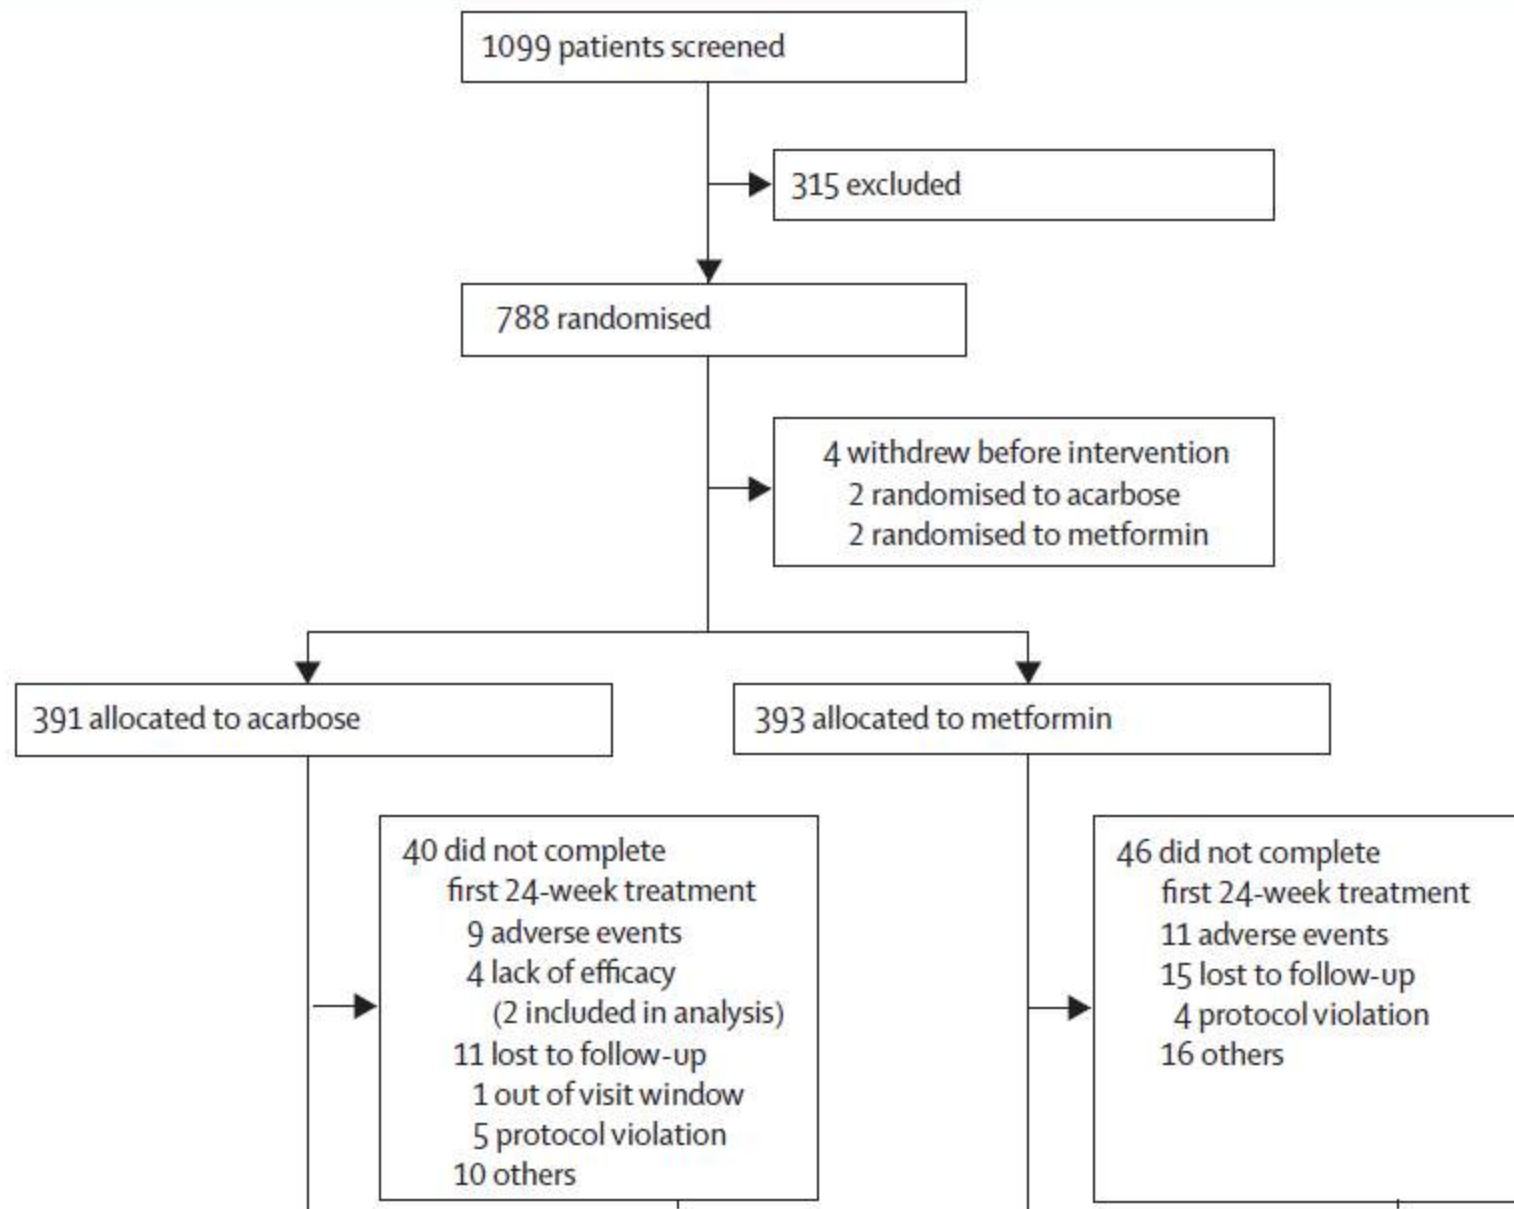 1099 patients screened
315 excluded
788 randomised
4 withdrew before intervention
2 randomised to acarbose
2 randomised to metformin
391 allocated to acarbose
393 allocated to metformin
40 did not complete
first 24-week treatment
9 adverse events
4 lack of efficacy
(2 included in analysis)
11 lost to follow-up
1 out of visit window
5 protocol violation
10 others
46 did not complete
first 24-week treatment
11 adverse events
15 lost to follow-up
4 protocol violation
16 others